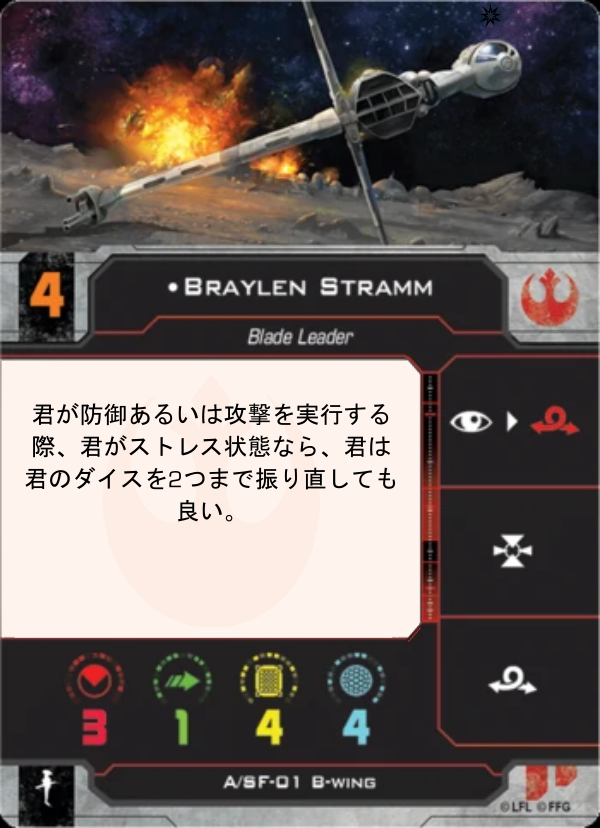 4
•Braylen Stramm
Blade Leader
君が防御あるいは攻撃を実行する
際、君がストレス状態なら、君は
君のダイスを2つまで振り直しても
良い。
3 1 4 4
A/SF-01 B-wing
©LFL ©FFG